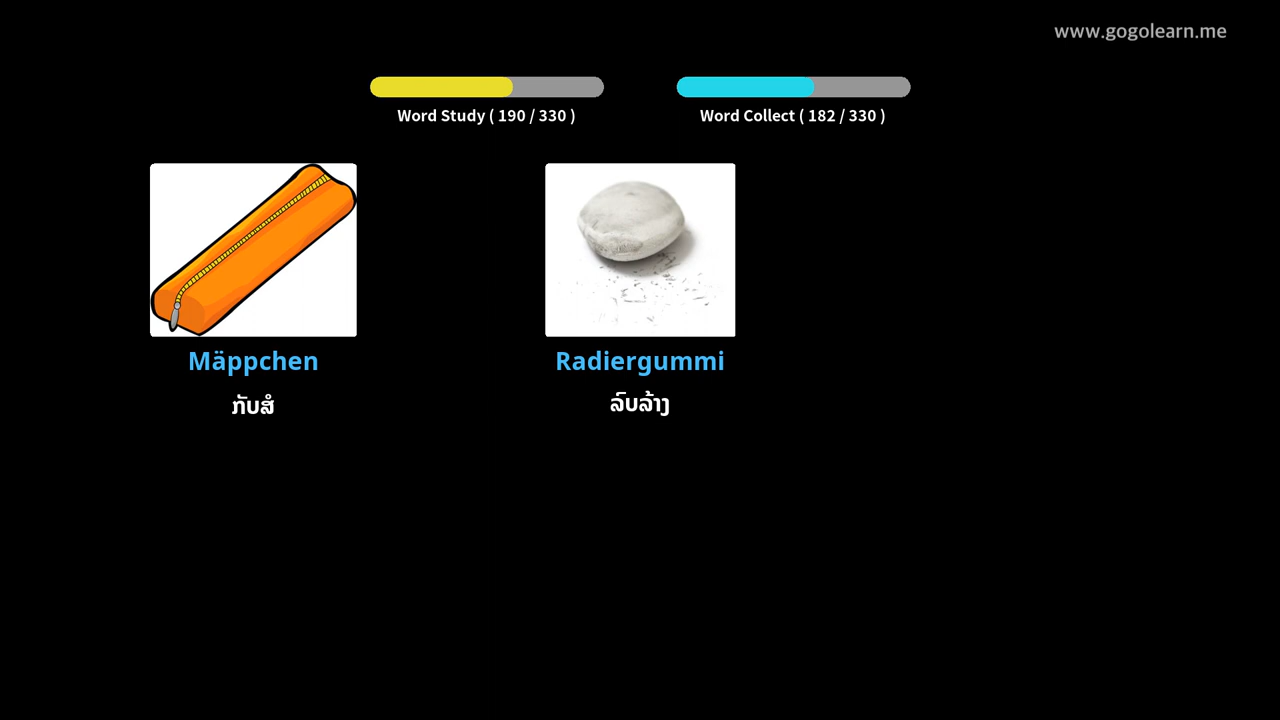 www.gogolearn.me
Word Study ( 190 / 330 )
Word Collect ( 182 / 330 )
Mäppchen
Radiergummi
ກັບສໍ
ລົບລ້າງ